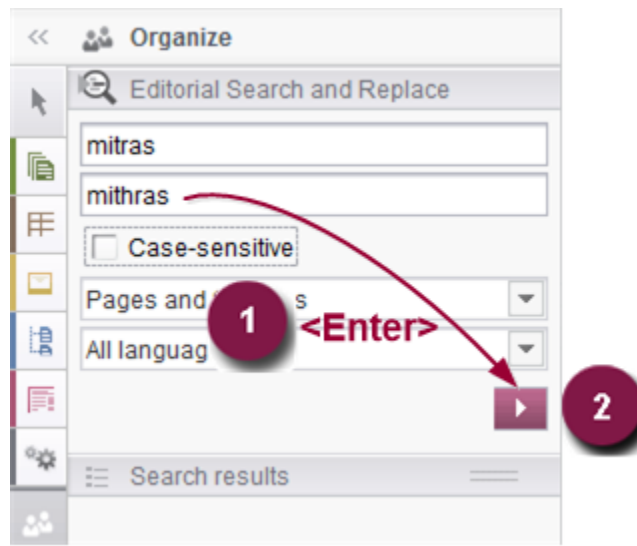 << Organize
Editorial Search and Replace
mitras
mithras
Case-sensitive
Pages and s
1 <Enter>
All languag
2
Search results